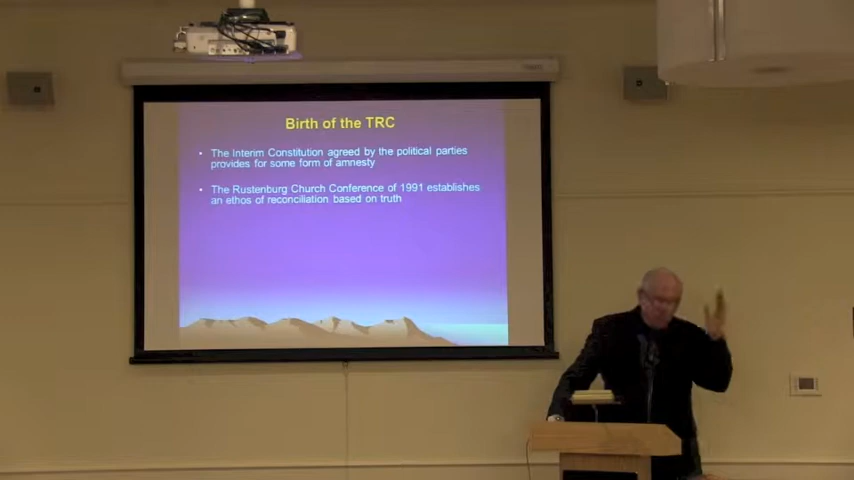 Birth of the TRC
• The Interim Constitution agreed by the political parties
provides for some form of amnesty
• The Rustenburg Church Conference of 1991 establishes
an ethos of reconciliation based on truth